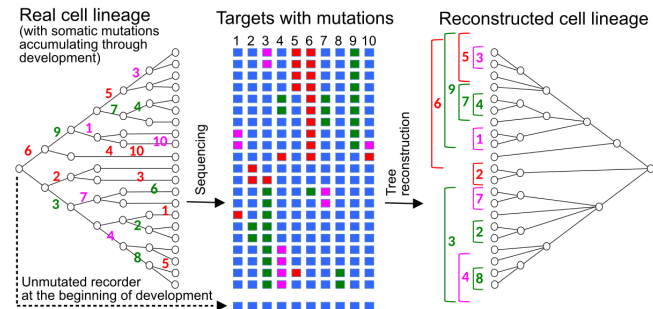 Real cell lineage
(with somatic mutations
accumulating through
development)
Targets with mutations
Reconstructed cell lineage
1 2 3 4 5 6 7 8 9 10
3
5
7 4
9
1
10
6
4 10
2 3
6
7
3
1
2
4
8
5
Sequencing
Tree
reconstruction
5 3
9
6
7 4
1
2
7
3
2
4 8
Unmutated recorder
at the beginning of development